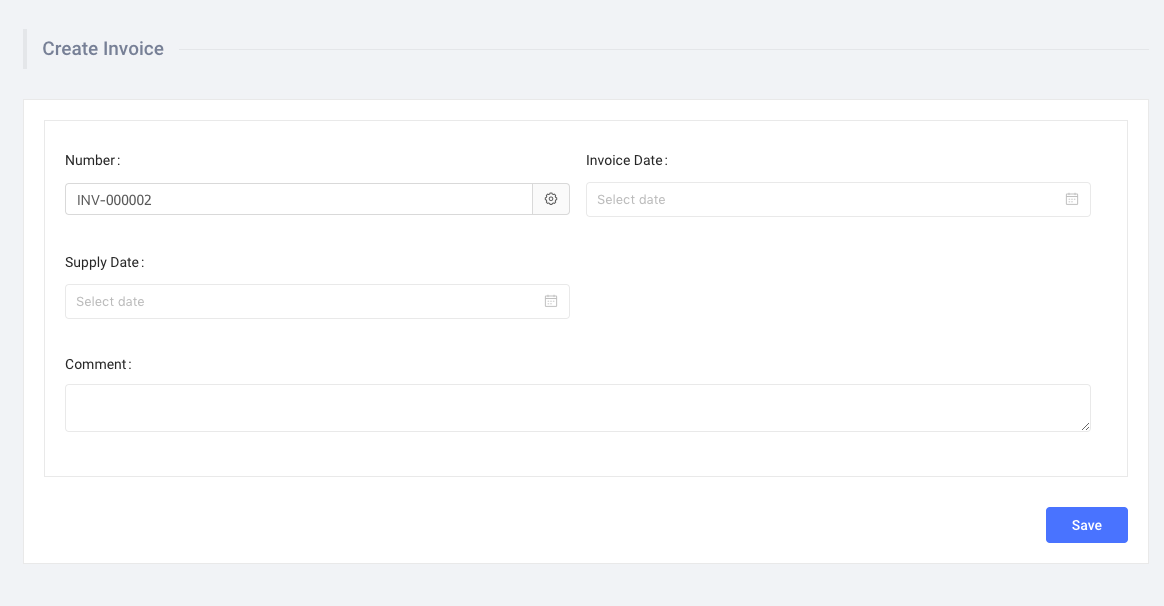 Create Invoice
Number:
Invoice Date:
INV-000002
Select date
Supply Date:
Select date
Comment:
Save